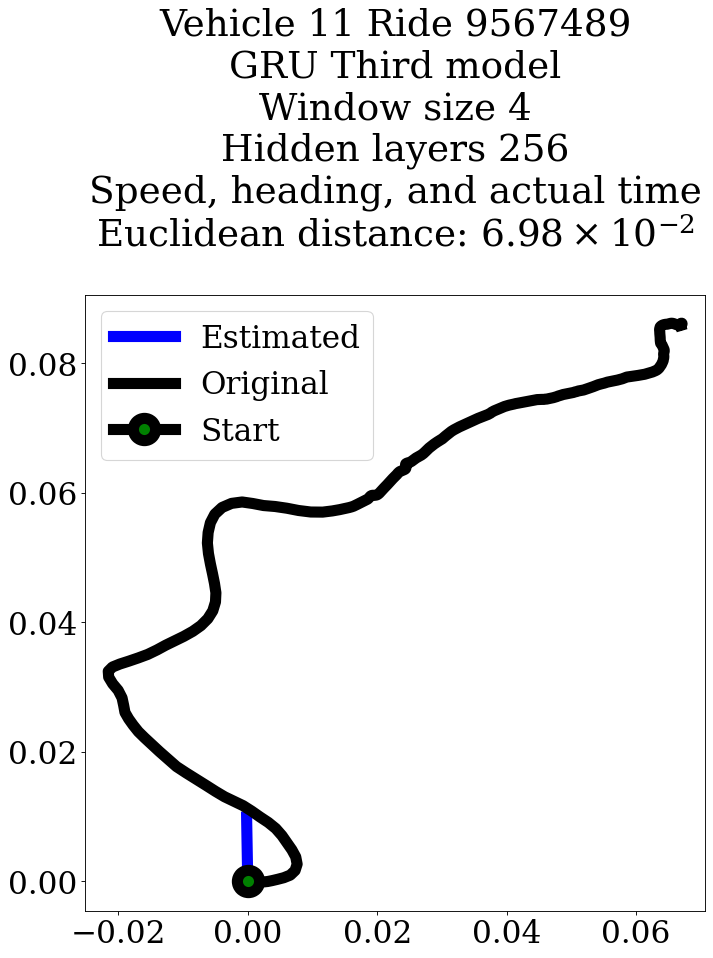 Vehicle 11 Ride 9567489
GRU Third model
Window size 4
Hidden layers 256
Speed, heading, and actual time
Euclidean distance: 6.98 × 10⁻²
Estimated
Original
Start
0.08
0.06
0.04
0.02
0.00
−0.02 0.00 0.02 0.04 0.06